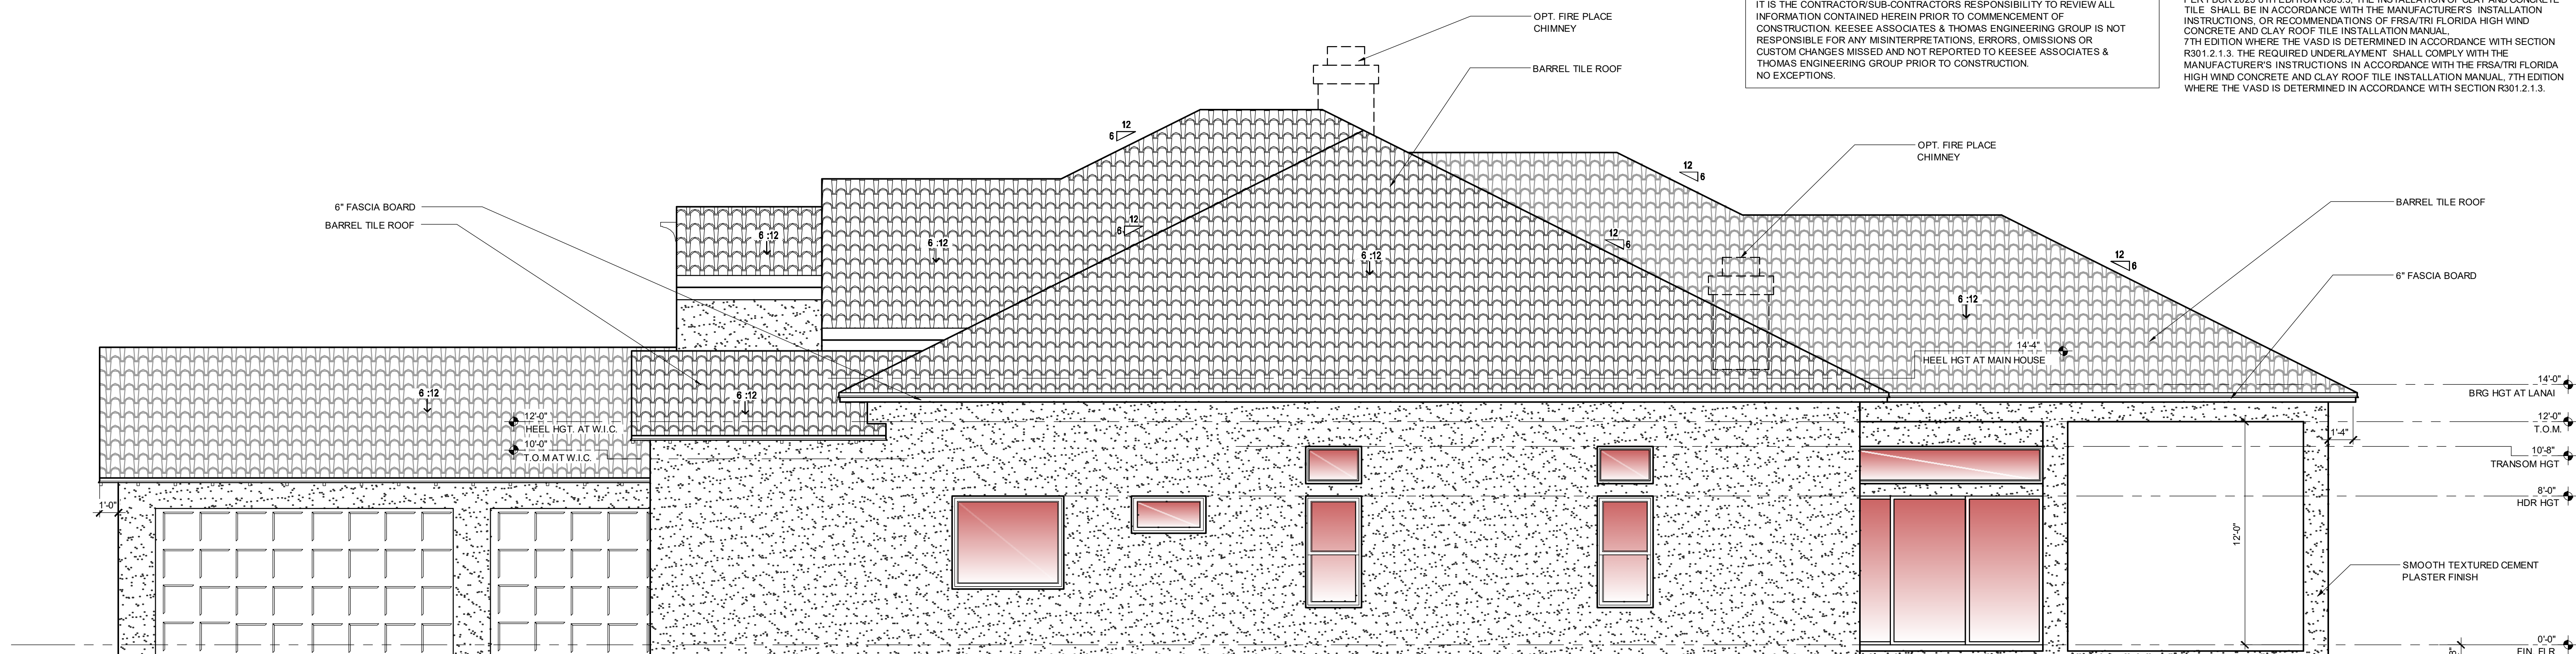 IT IS THE CONTRACTOR/SUB-CONTRACTORS RESPONSIBILITY TO REVIEW ALL
INFORMATION CONTAINED HEREIN PRIOR TO COMMENCEMENT OF
CONSTRUCTION. KEESEE ASSOCIATES & THOMAS ENGINEERING GROUP IS NOT
RESPONSIBLE FOR ANY MISINTERPRETATIONS, ERRORS, OMISSIONS OR
CUSTOM CHANGES MISSED AND NOT REPORTED TO KEESEE ASSOCIATES &
THOMAS ENGINEERING GROUP PRIOR TO CONSTRUCTION.
NO EXCEPTIONS.
TILE SHALL BE IN ACCORDANCE WITH THE MANUFACTURER'S INSTALLATION
INSTRUCTIONS, OR RECOMMENDATIONS OF FRSA/TRI FLORIDA HIGH WIND
CONCRETE AND CLAY ROOF TILE INSTALLATION MANUAL,
7TH EDITION WHERE THE VASD IS DETERMINED IN ACCORDANCE WITH SECTION
R301.2.1.3. THE REQUIRED UNDERLAYMENT SHALL COMPLY WITH THE
MANUFACTURER'S INSTRUCTIONS IN ACCORDANCE WITH THE FRSA/TRI FLORIDA
HIGH WIND CONCRETE AND CLAY ROOF TILE INSTALLATION MANUAL, 7TH EDITION
WHERE THE VASD IS DETERMINED IN ACCORDANCE WITH SECTION R301.2.1.3.
OPT. FIRE PLACE
CHIMNEY
BARREL TILE ROOF
12
6
OPT. FIRE PLACE
CHIMNEY
12
6
6" FASCIA BOARD
BARREL TILE ROOF
BARREL TILE ROOF
12
6
6 :12
6 :12
12
6
6 :12
12
6
6" FASCIA BOARD
6 :12
14'-4"
HEEL HGT AT MAIN HOUSE
14'-0"
BRG HGT AT LANAI
6 :12
6 :12
12'-0"
HEEL HGT. AT W.I.C.
10'-0"
T.O.M AT W.I.C.
12'-0"
T.O.M.
1'-4"
10'-8"
TRANSOM HGT
8'-0"
HDR HGT
1'-0"
12'-0"
SMOOTH TEXTURED CEMENT
PLASTER FINISH
0'-0"
FIN. FLR